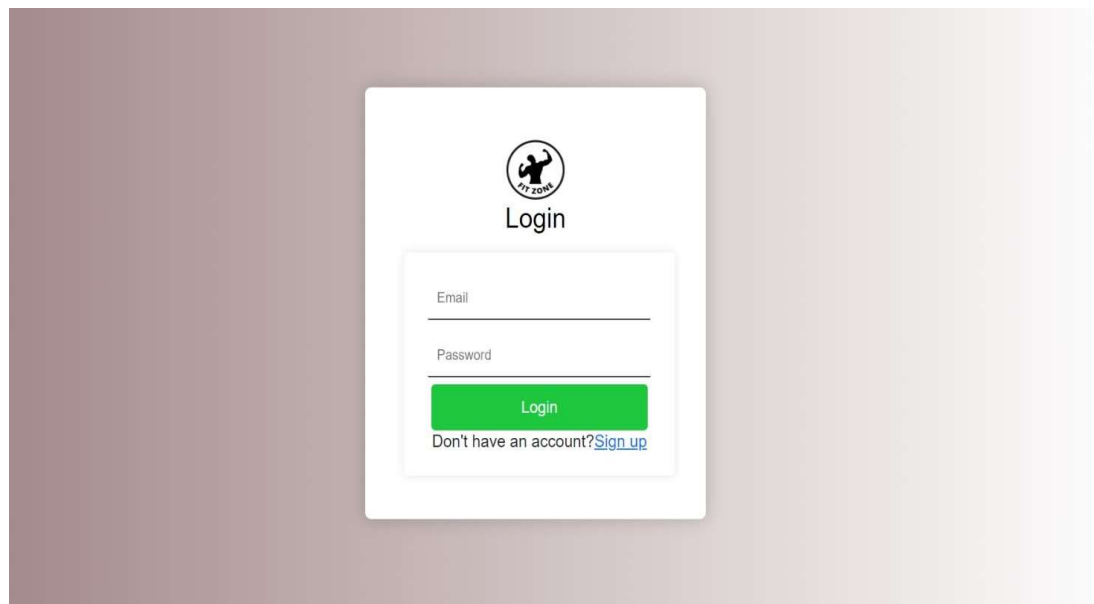 FIT ZONE
Login
Email
Password
Login
Don't have an account?Sign up